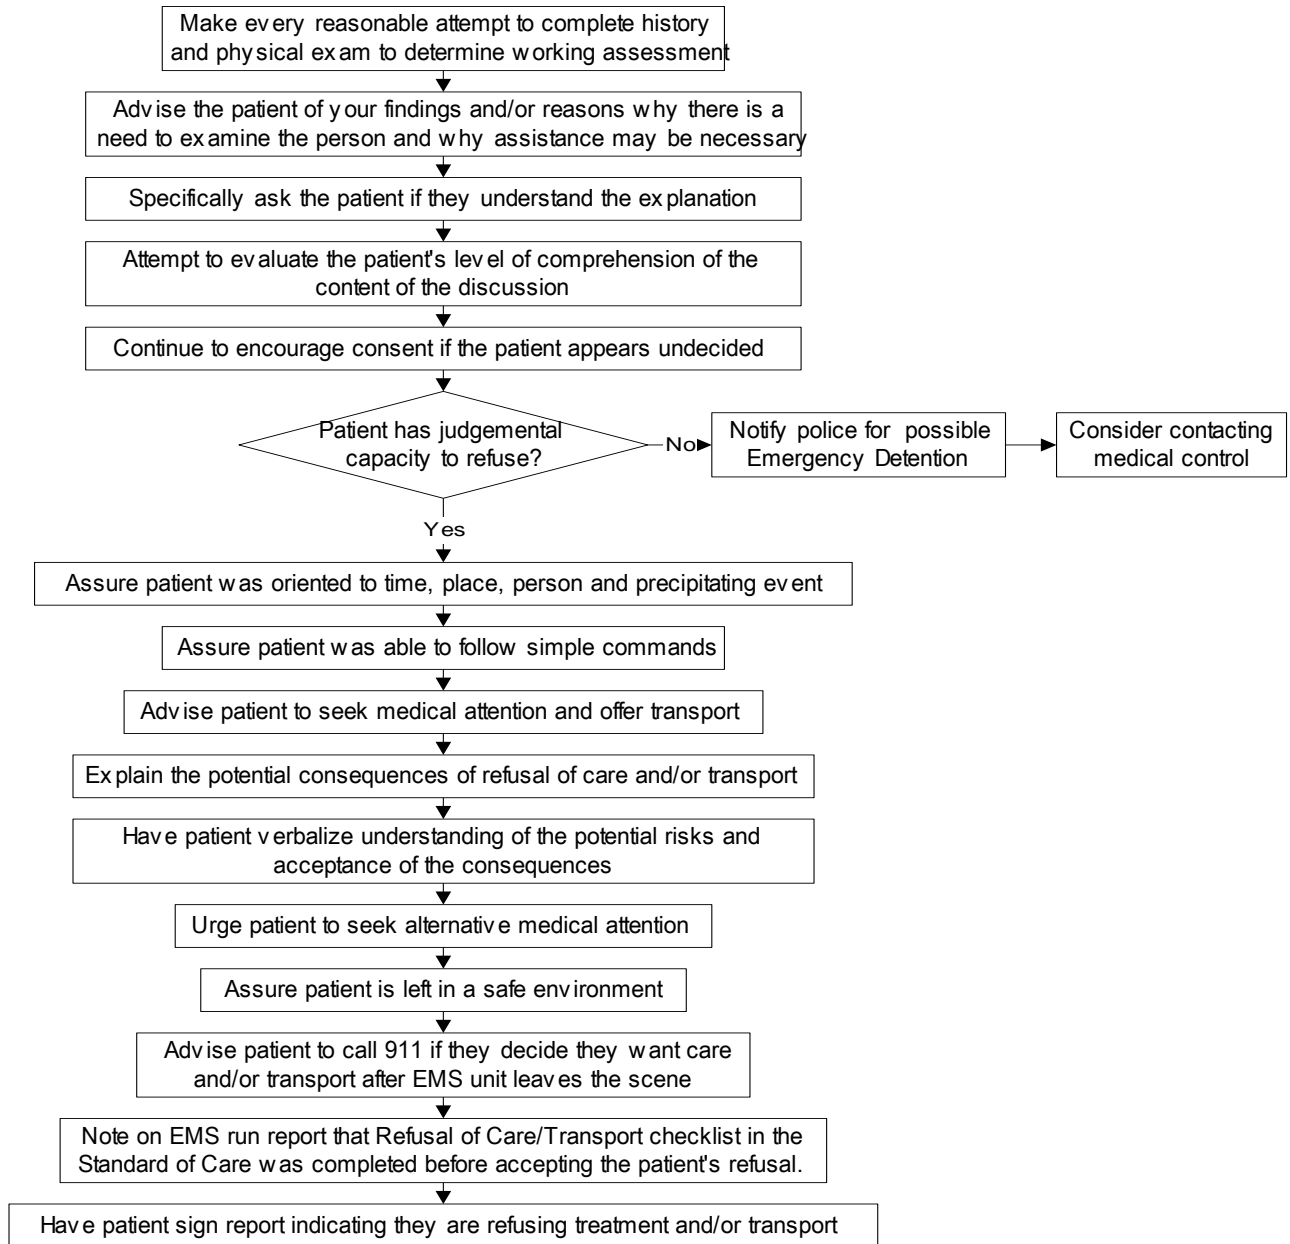 Make every reasonable attempt to complete history
and physical exam to determine working assessment
Advise the patient of your findings and/or reasons why there is a
need to examine the person and why assistance may be necessary
Specifically ask the patient if they understand the explanation
Attempt to evaluate the patient's level of comprehension of the
content of the discussion
Continue to encourage consent if the patient appears undecided
Patient has judgemental
capacity to refuse?
No
Notify police for possible
Emergency Detention
Consider contacting
medical control
Yes
Assure patient was oriented to time, place, person and precipitating event
Assure patient was able to follow simple commands
Advise patient to seek medical attention and offer transport
Explain the potential consequences of refusal of care and/or transport
Have patient verbalize understanding of the potential risks and
acceptance of the consequences
Urge patient to seek alternative medical attention
Assure patient is left in a safe environment
Advise patient to call 911 if they decide they want care
and/or transport after EMS unit leaves the scene
Note on EMS run report that Refusal of Care/Transport checklist in the
Standard of Care was completed before accepting the patient's refusal.
Have patient sign report indicating they are refusing treatment and/or transport